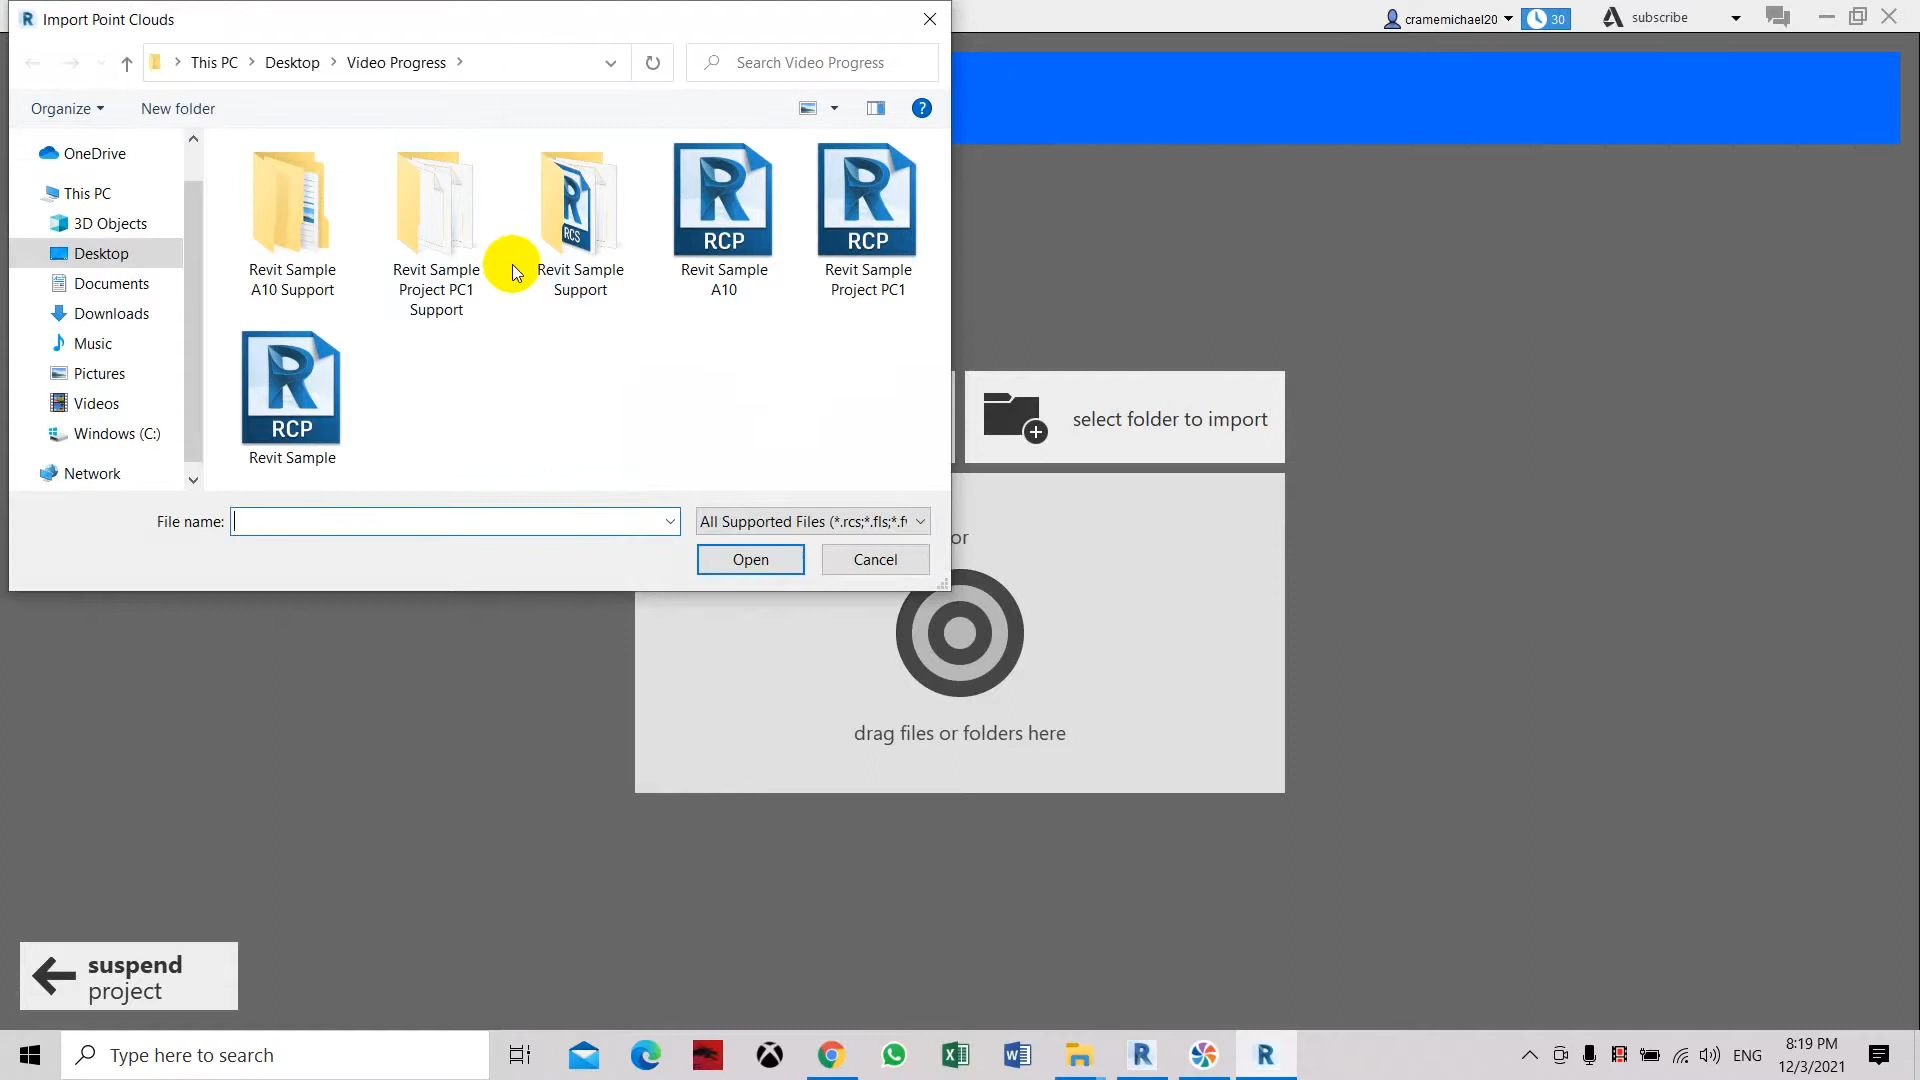 R Import Point Clouds
cramemichael20
30
subscribe
This PC
Desktop
Video Progress
Search Video Progress
Organize
New folder
?
OneDrive
This PC
3D Objects
Desktop
Documents
Downloads
Music
Pictures
Videos
Windows (C:)
Network
RCS
RCP
RCP
Revit Sample
A10 Support
Revit Sample
Project PC1
Support
Revit Sample
Support
Revit Sample
A10
Revit Sample
Project PC1
RCP
Revit Sample
File name:
All Supported Files (*.rcs;*.fls;*.f
Open
Cancel
select folder to import
or
drag files or folders here
suspend
project
Type here to search
ENG
8:19 PM
12/3/2021